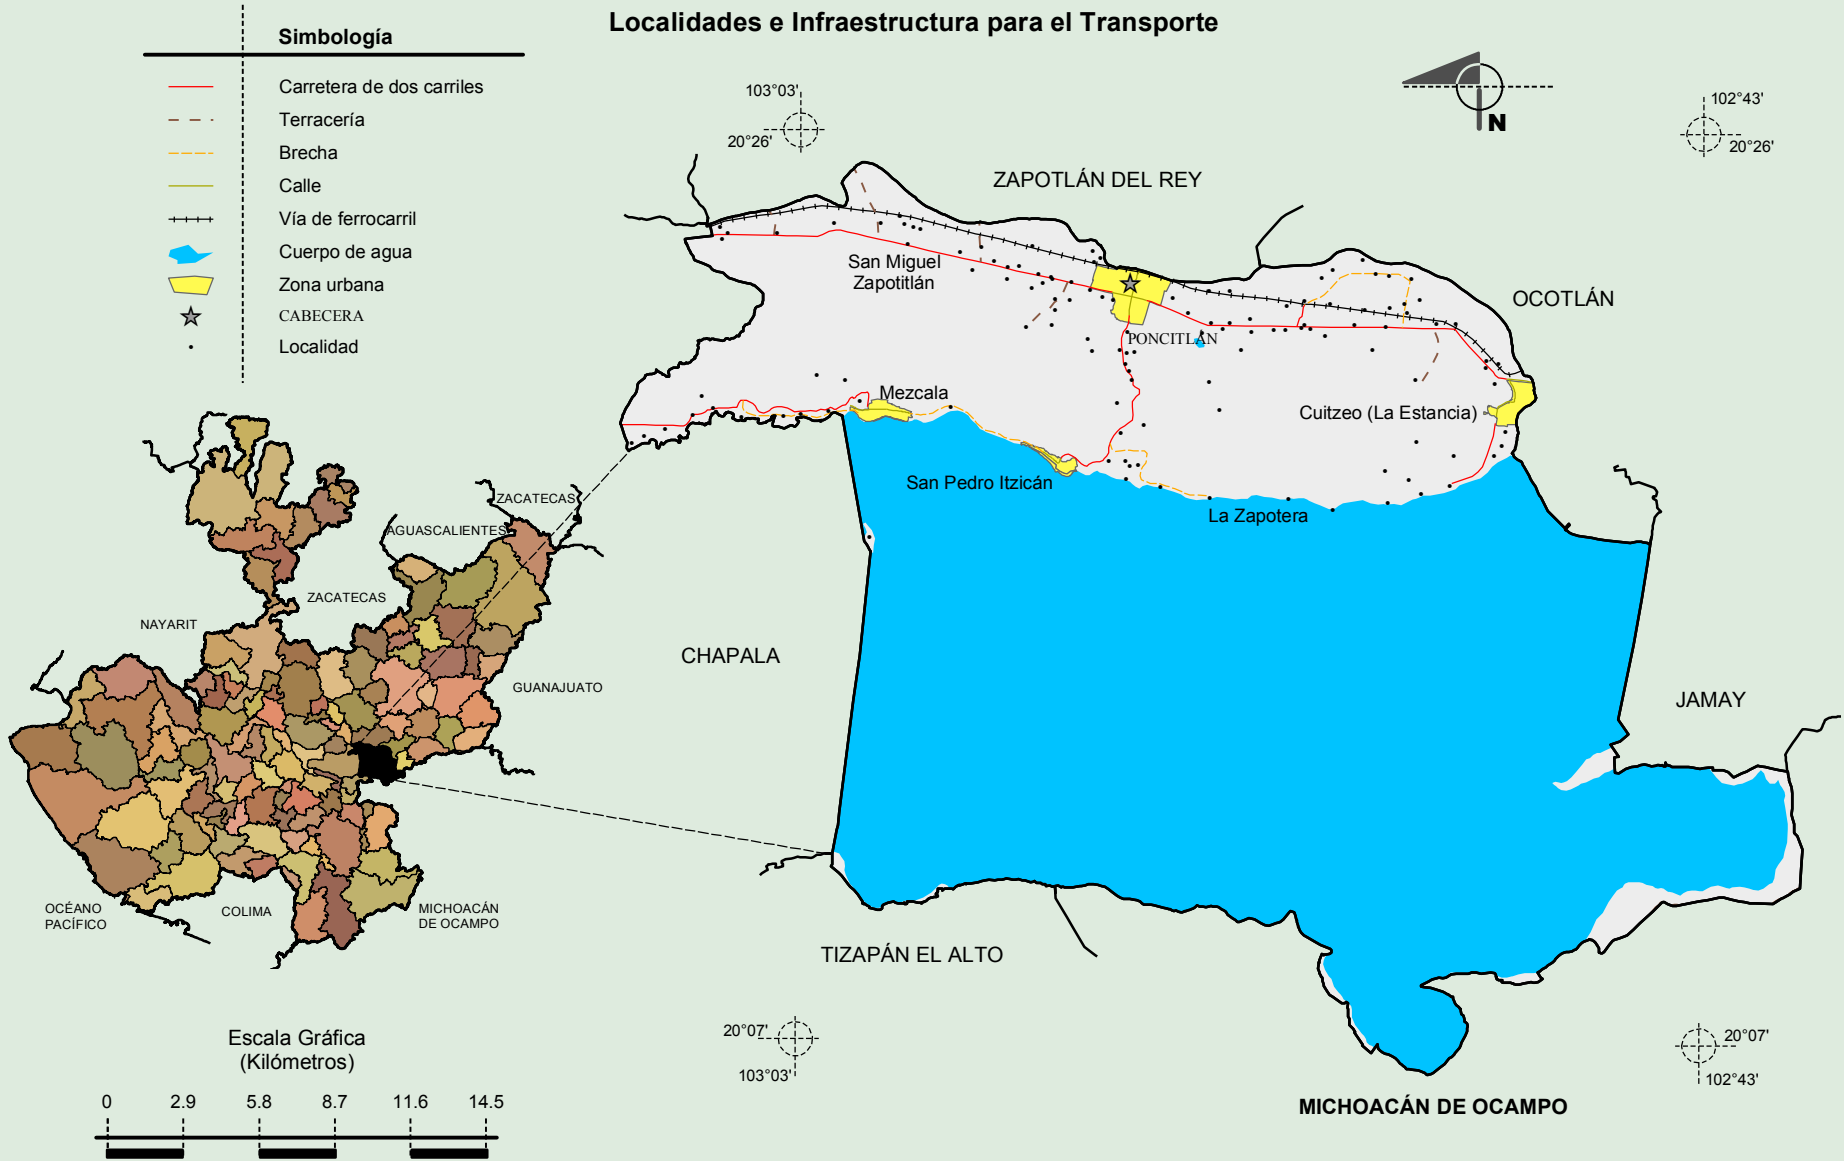 Localidades e Infraestructura para el Transporte
Simbología
Carretera de dos carriles
Terracería
Brecha
Calle
Vía de ferrocarril
Cuerpo de agua
Zona urbana
CABECERA
Localidad
103°03'
20°26'
N
102°43'
20°26'
ZAPOTLÁN DEL REY
San Miguel
Zapotitlán
OCOTLÁN
PONCITLÁN
Mezcala
Cuitzeo (La Estancia)
San Pedro Itzicán
La Zapotera
ZACATECAS
AGUASCALIENTES
ZACATECAS
NAYARIT
GUANAJUATO
CHAPALA
JAMAY
OCÉANO
PACÍFICO
COLIMA
MICHOACÁN
DE OCAMPO
TIZAPÁN EL ALTO
20°07'
103°03'
20°07'
102°43'
MICHOACÁN DE OCAMPO
Escala Gráfica
(Kilómetros)
0 2.9 5.8 8.7 11.6 14.5